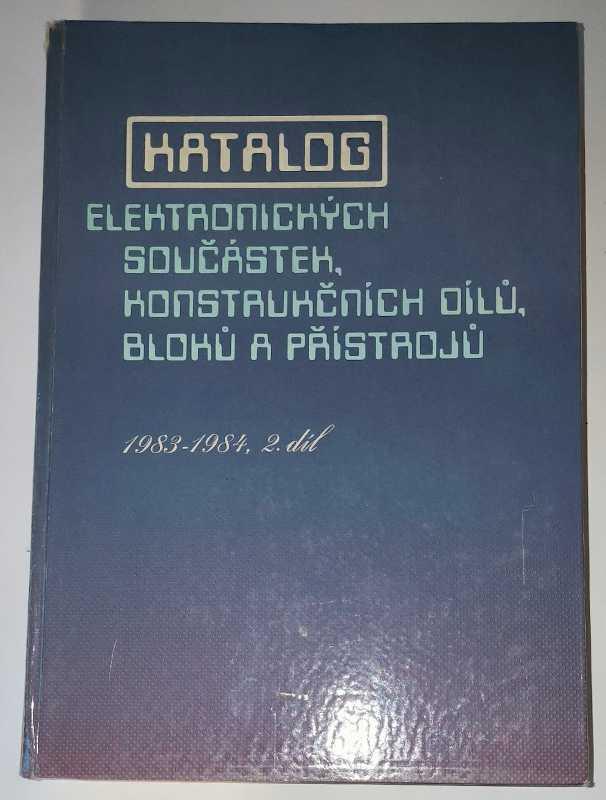 KATALOG
ELEKTRONICKÝCH
SOUČÁSTEK,
KONSTRUKČNÍCH DÍLŮ,
BLOKŮ A PŘÍSTROJŮ
1983-1984, 2. díl